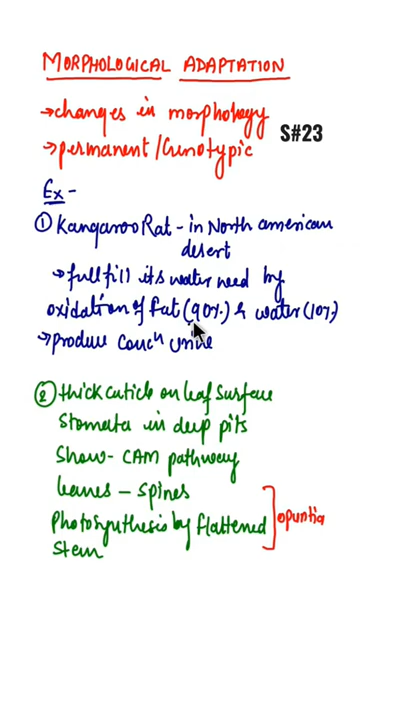 MORPHOLOGICAL ADAPTATION
→ changes in morphology
S#23
→ permanent/Genotypic
Ex -
① Kangaroo Rat - in North american
desert
→ fullfill its water need by
oxidation of fat (90%) & water (10%)
→ produce concn urine
② thick cuticle on leaf surface
Stomata in deep pits
Show - CAM pathway
leaves - spines
Photosynthesis by flattened
Stem
opuntia